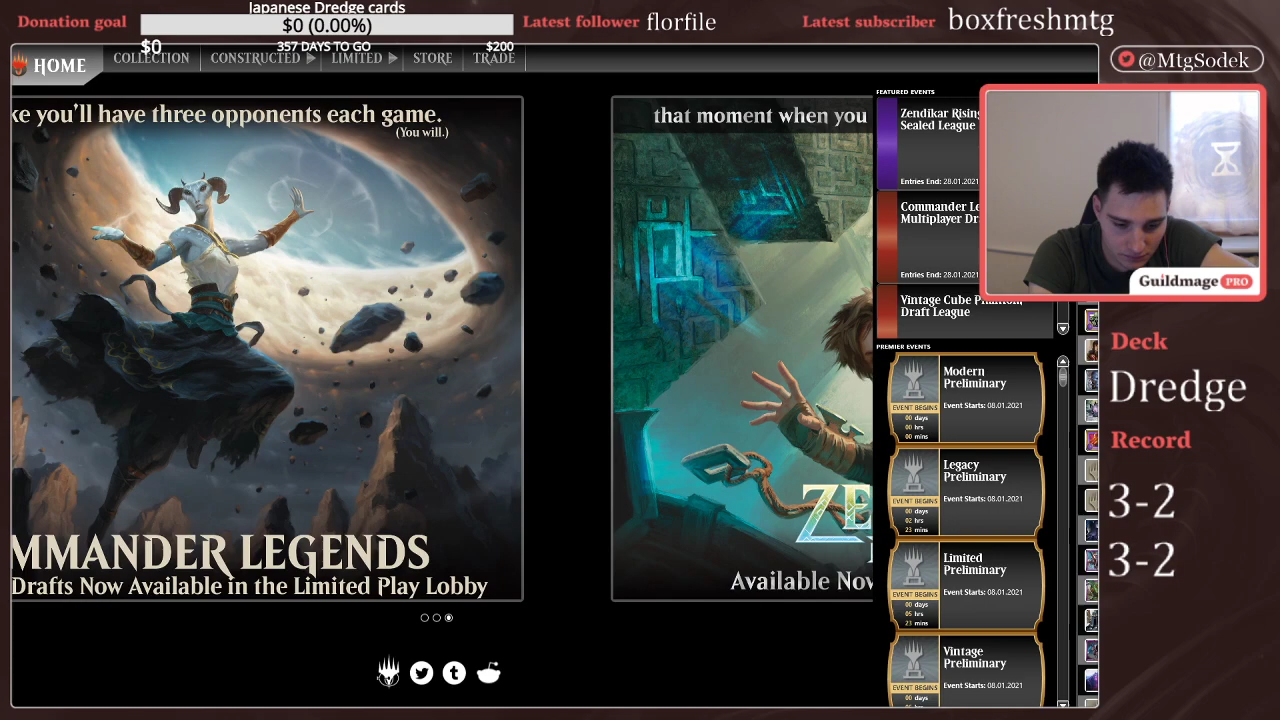 Donation goal
Japanese Dredge cards
$0 (0.00%)
$0
357 DAYS TO GO
$200
Latest follower florfile
Latest subscriber boxfreshmtg
@MtgSodek
HOME
COLLECTION
CONSTRUCTED
LIMITED
STORE
TRADE
ke you'll have three opponents each game.
(You will.)
MMANDER LEGENDS
Drafts Now Available in the Limited Play Lobby
that moment when you
ZE
Available Nov
FEATURED EVENTS
Zendikar Rising
Sealed League
Entries End: 28.01.2021
Commander Le
Multiplayer Dr
Entries End: 28.01.2021
Vintage Cube Phantom,
Draft League
PREMIER EVENTS
Modern
Preliminary
Event Starts: 08.01.2021
EVENT BEGINS
00 days
00 hrs
00 mins
Legacy
Preliminary
Event Starts: 08.01.2021
EVENT BEGINS
00 days
02 hrs
23 mins
Limited
Preliminary
Event Starts: 08.01.2021
EVENT BEGINS
00 days
05 hrs
23 mins
Vintage
Preliminary
Event Starts: 08.01.2021
EVENT BEGINS
00 days
Guildmage PRO
Deck
Dredge
Record
3-2
3-2